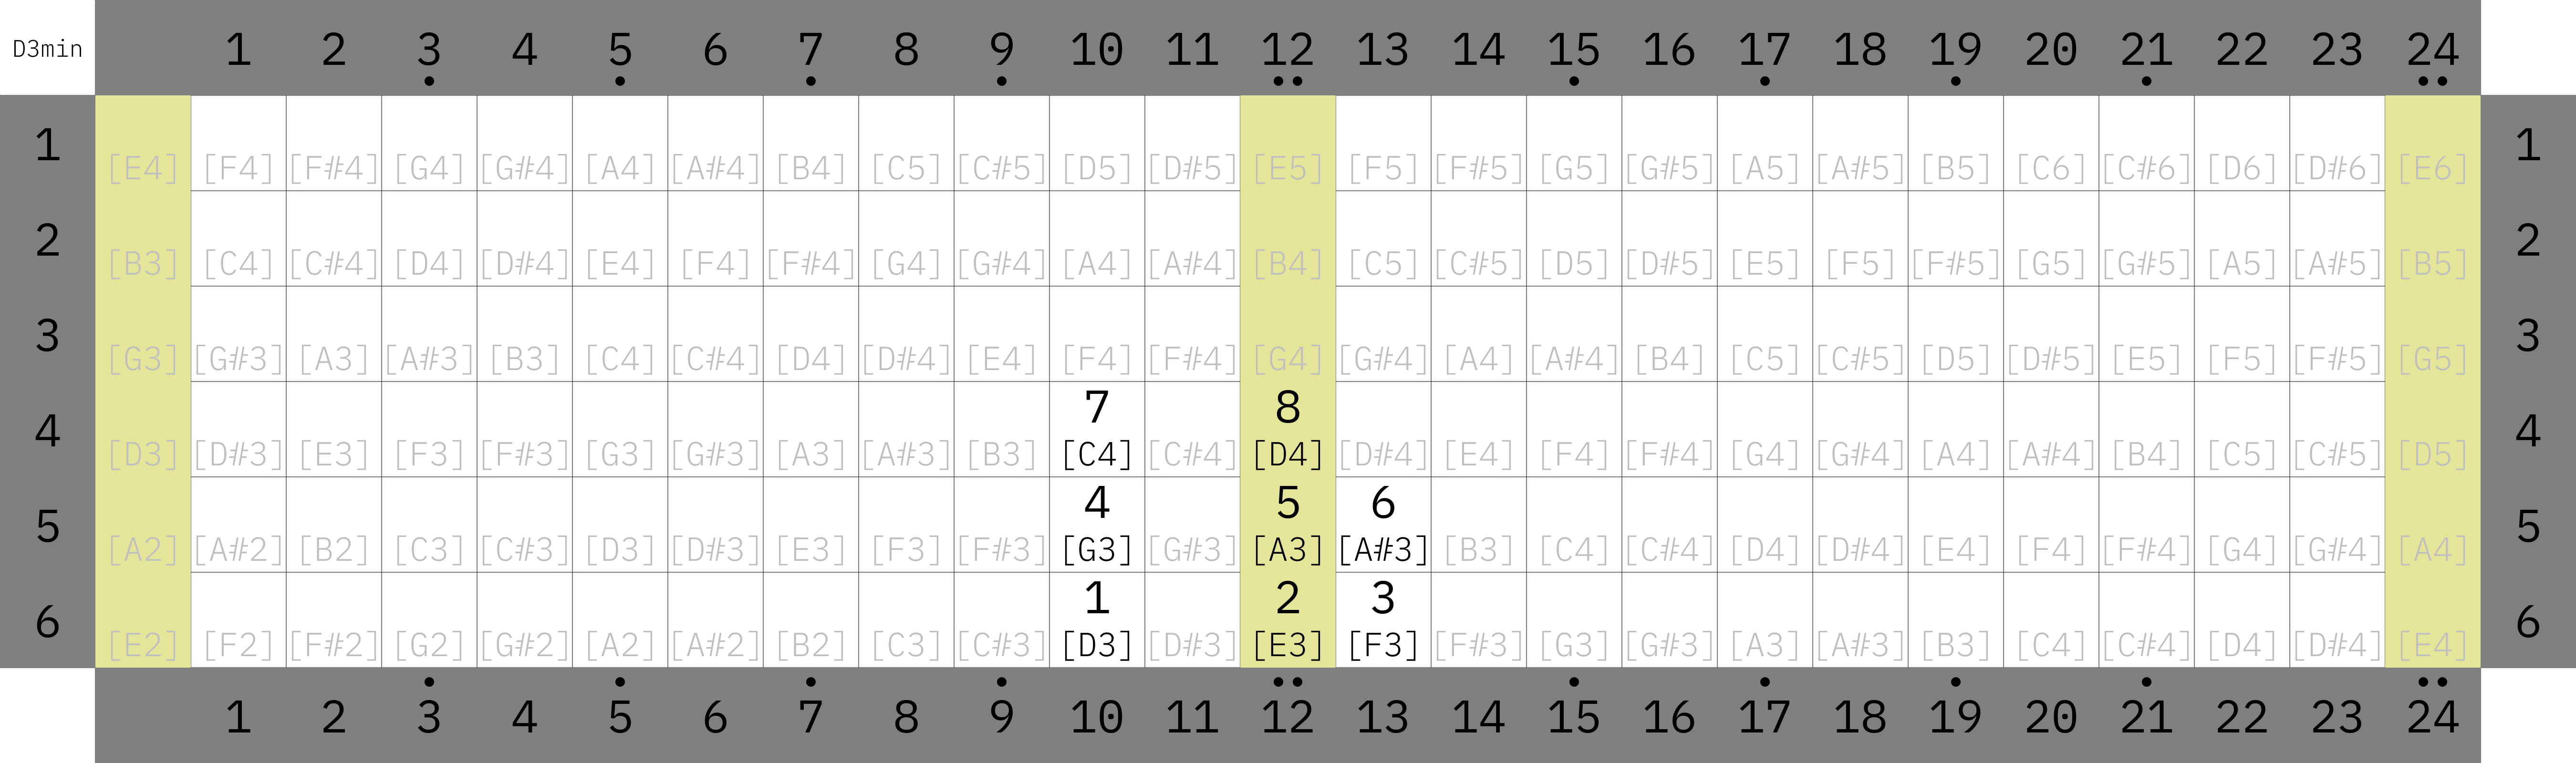 D3min 1 2 3 4 5 6 7 8 9 10 11 12 13 14 15 16 17 18 19 20 21 22 23 24
1 [E4] [F4] [F#4] [G4] [G#4] [A4] [A#4] [B4] [C5] [C#5] [D5] [D#5] [E5] [F5] [F#5] [G5] [G#5] [A5] [A#5] [B5] [C6] [C#6] [D6] [D#6] [E6] 1
2 [B3] [C4] [C#4] [D4] [D#4] [E4] [F4] [F#4] [G4] [G#4] [A4] [A#4] [B4] [C5] [C#5] [D5] [D#5] [E5] [F5] [F#5] [G5] [G#5] [A5] [A#5] [B5] 2
3 [G3] [G#3] [A3] [A#3] [B3] [C4] [C#4] [D4] [D#4] [E4] [F4] [F#4] [G4] [G#4] [A4] [A#4] [B4] [C5] [C#5] [D5] [D#5] [E5] [F5] [F#5] [G5] 3
7 8
4 [D3] [D#3] [E3] [F3] [F#3] [G3] [G#3] [A3] [A#3] [B3] [C4] [C#4] [D4] [D#4] [E4] [F4] [F#4] [G4] [G#4] [A4] [A#4] [B4] [C5] [C#5] [D5] 4
4 5 6
5 [A2] [A#2] [B2] [C3] [C#3] [D3] [D#3] [E3] [F3] [F#3] [G3] [G#3] [A3] [A#3] [B3] [C4] [C#4] [D4] [D#4] [E4] [F4] [F#4] [G4] [G#4] [A4] 5
1 2 3
6 [E2] [F2] [F#2] [G2] [G#2] [A2] [A#2] [B2] [C3] [C#3] [D3] [D#3] [E3] [F3] [F#3] [G3] [G#3] [A3] [A#3] [B3] [C4] [C#4] [D4] [D#4] [E4] 6
1 2 3 4 5 6 7 8 9 10 11 12 13 14 15 16 17 18 19 20 21 22 23 24